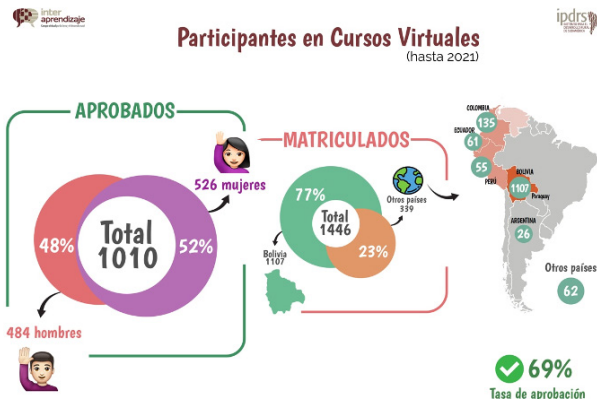 inter
aprendizaje
Participantes en Cursos Virtuales
(hasta 2021)
ipdrs
APROBADOS
526 mujeres
48%
Total
1010
52%
484 hombres
MATRICULADOS
77%
Total
1446
23%
Otros países
339
Bolivia
1107
COLOMBIA
135
ECUADOR
61
55
PERÚ
BOLIVIA
1107
Paraguay
ARGENTINA
26
Otros países
62
69%
Tasa de aprobación